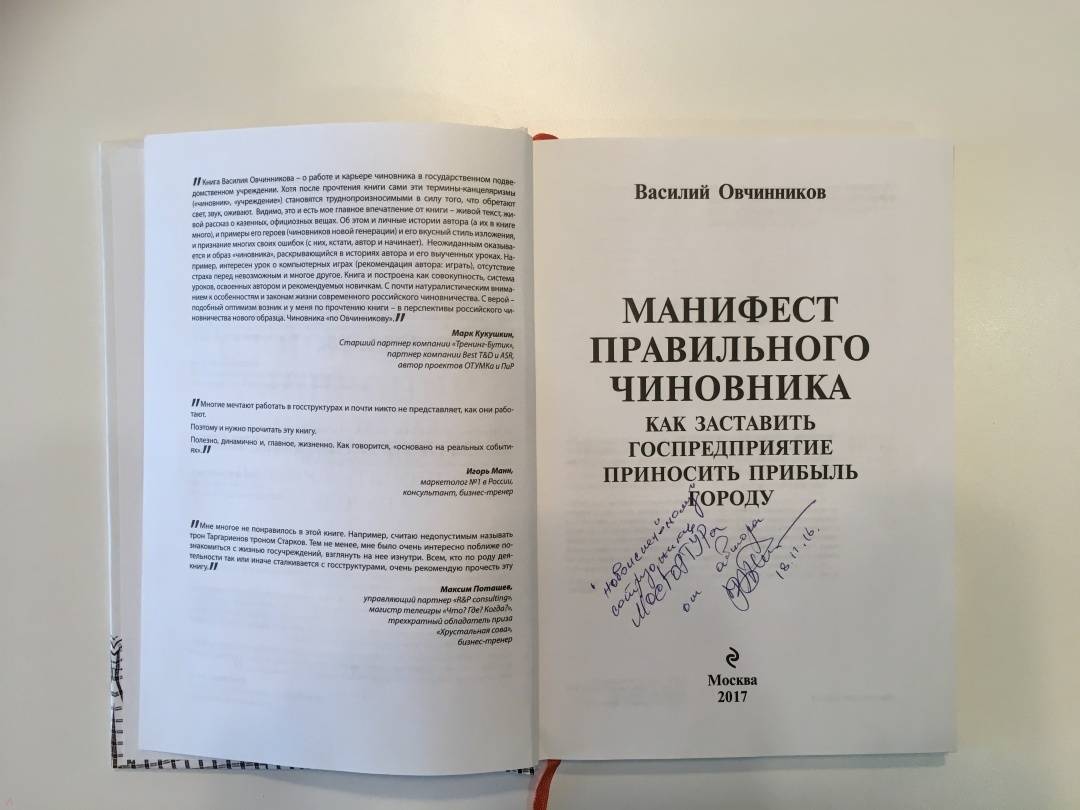 "Книга Василия Овчинникова – о работе и карьере чиновника в государственном подве-
домственном учреждении. Хотя после прочтения книги сами эти термины-канцеляризмы
(«чиновник», «учреждение») становятся труднопроизносимыми в силу того, что обретают
свет, звук, оживают. Видимо, это и есть мое главное впечатление от книги – живой текст, жи-
вой рассказ о казенных, официозных вещах. Об этом и личные истории автора (а их в книге
много), и примеры его героев (чиновников новой генерации) и его вкусный стиль изложения,
и признание многих своих ошибок (с них, кстати, автор и начинает). Неожиданным оказыва-
ется и образ «чиновника», раскрывающийся в историях автора и его выученных уроках. На-
пример, интересен урок о компьютерных играх (рекомендация автора: играть), отсутствие
страха перед невозможным и многое другое. Книга и построена как совокупность, система
уроков, освоенных автором и рекомендуемых новичкам. С почти натуралистическим внима-
нием к особенностям и законам жизни современного российского чиновничества. С верой –
подобный оптимизм возник и у меня по прочтению книги – в перспективы российского чи-
новничества нового образца. Чиновника «по Овчинникову»."
Марк Кукушкин,
Старший партнер компании «Тренинг-Бутик»,
партнер компании Best T&D и ASR,
автор проектов ОТУМКа и ПиР
"Многие мечтают работать в госструктурах и почти никто не представляет, как они рабо-
тают.
Поэтому и нужно прочитать эту книгу.
Полезно, динамично и, главное, жизненно. Как говорится, «основано на реальных событи-
ях»."
Игорь Манн,
маркетолог №1 в России,
консультант, бизнес-тренер
"Мне многое не понравилось в этой книге. Например, считаю недопустимым называть
трон Таргариенов троном Старков. Тем не менее, мне было очень интересно поближе по-
знакомиться с жизнью госучреждений, взглянуть на нее изнутри. Всем, кто по роду дея-
тельности так или иначе сталкивается с госструктурами, очень рекомендую прочесть эту
книгу."
Максим Поташев,
управляющий партнер «R&P consulting»,
магистр телеигры «Что? Где? Когда?»,
трехкратный обладатель приза
«Хрустальная сова»,
бизнес-тренер
Василий Овчинников
МАНИФЕСТ
ПРАВИЛЬНОГО
ЧИНОВНИКА
КАК ЗАСТАВИТЬ
ГОСПРЕДПРИЯТИЕ
ПРИНОСИТЬ ПРИБЫЛЬ
ГОРОДУ
"новоиспечёному"
сотруднику
МосГорТУРа
от автора
18.11.16.
Москва
2017